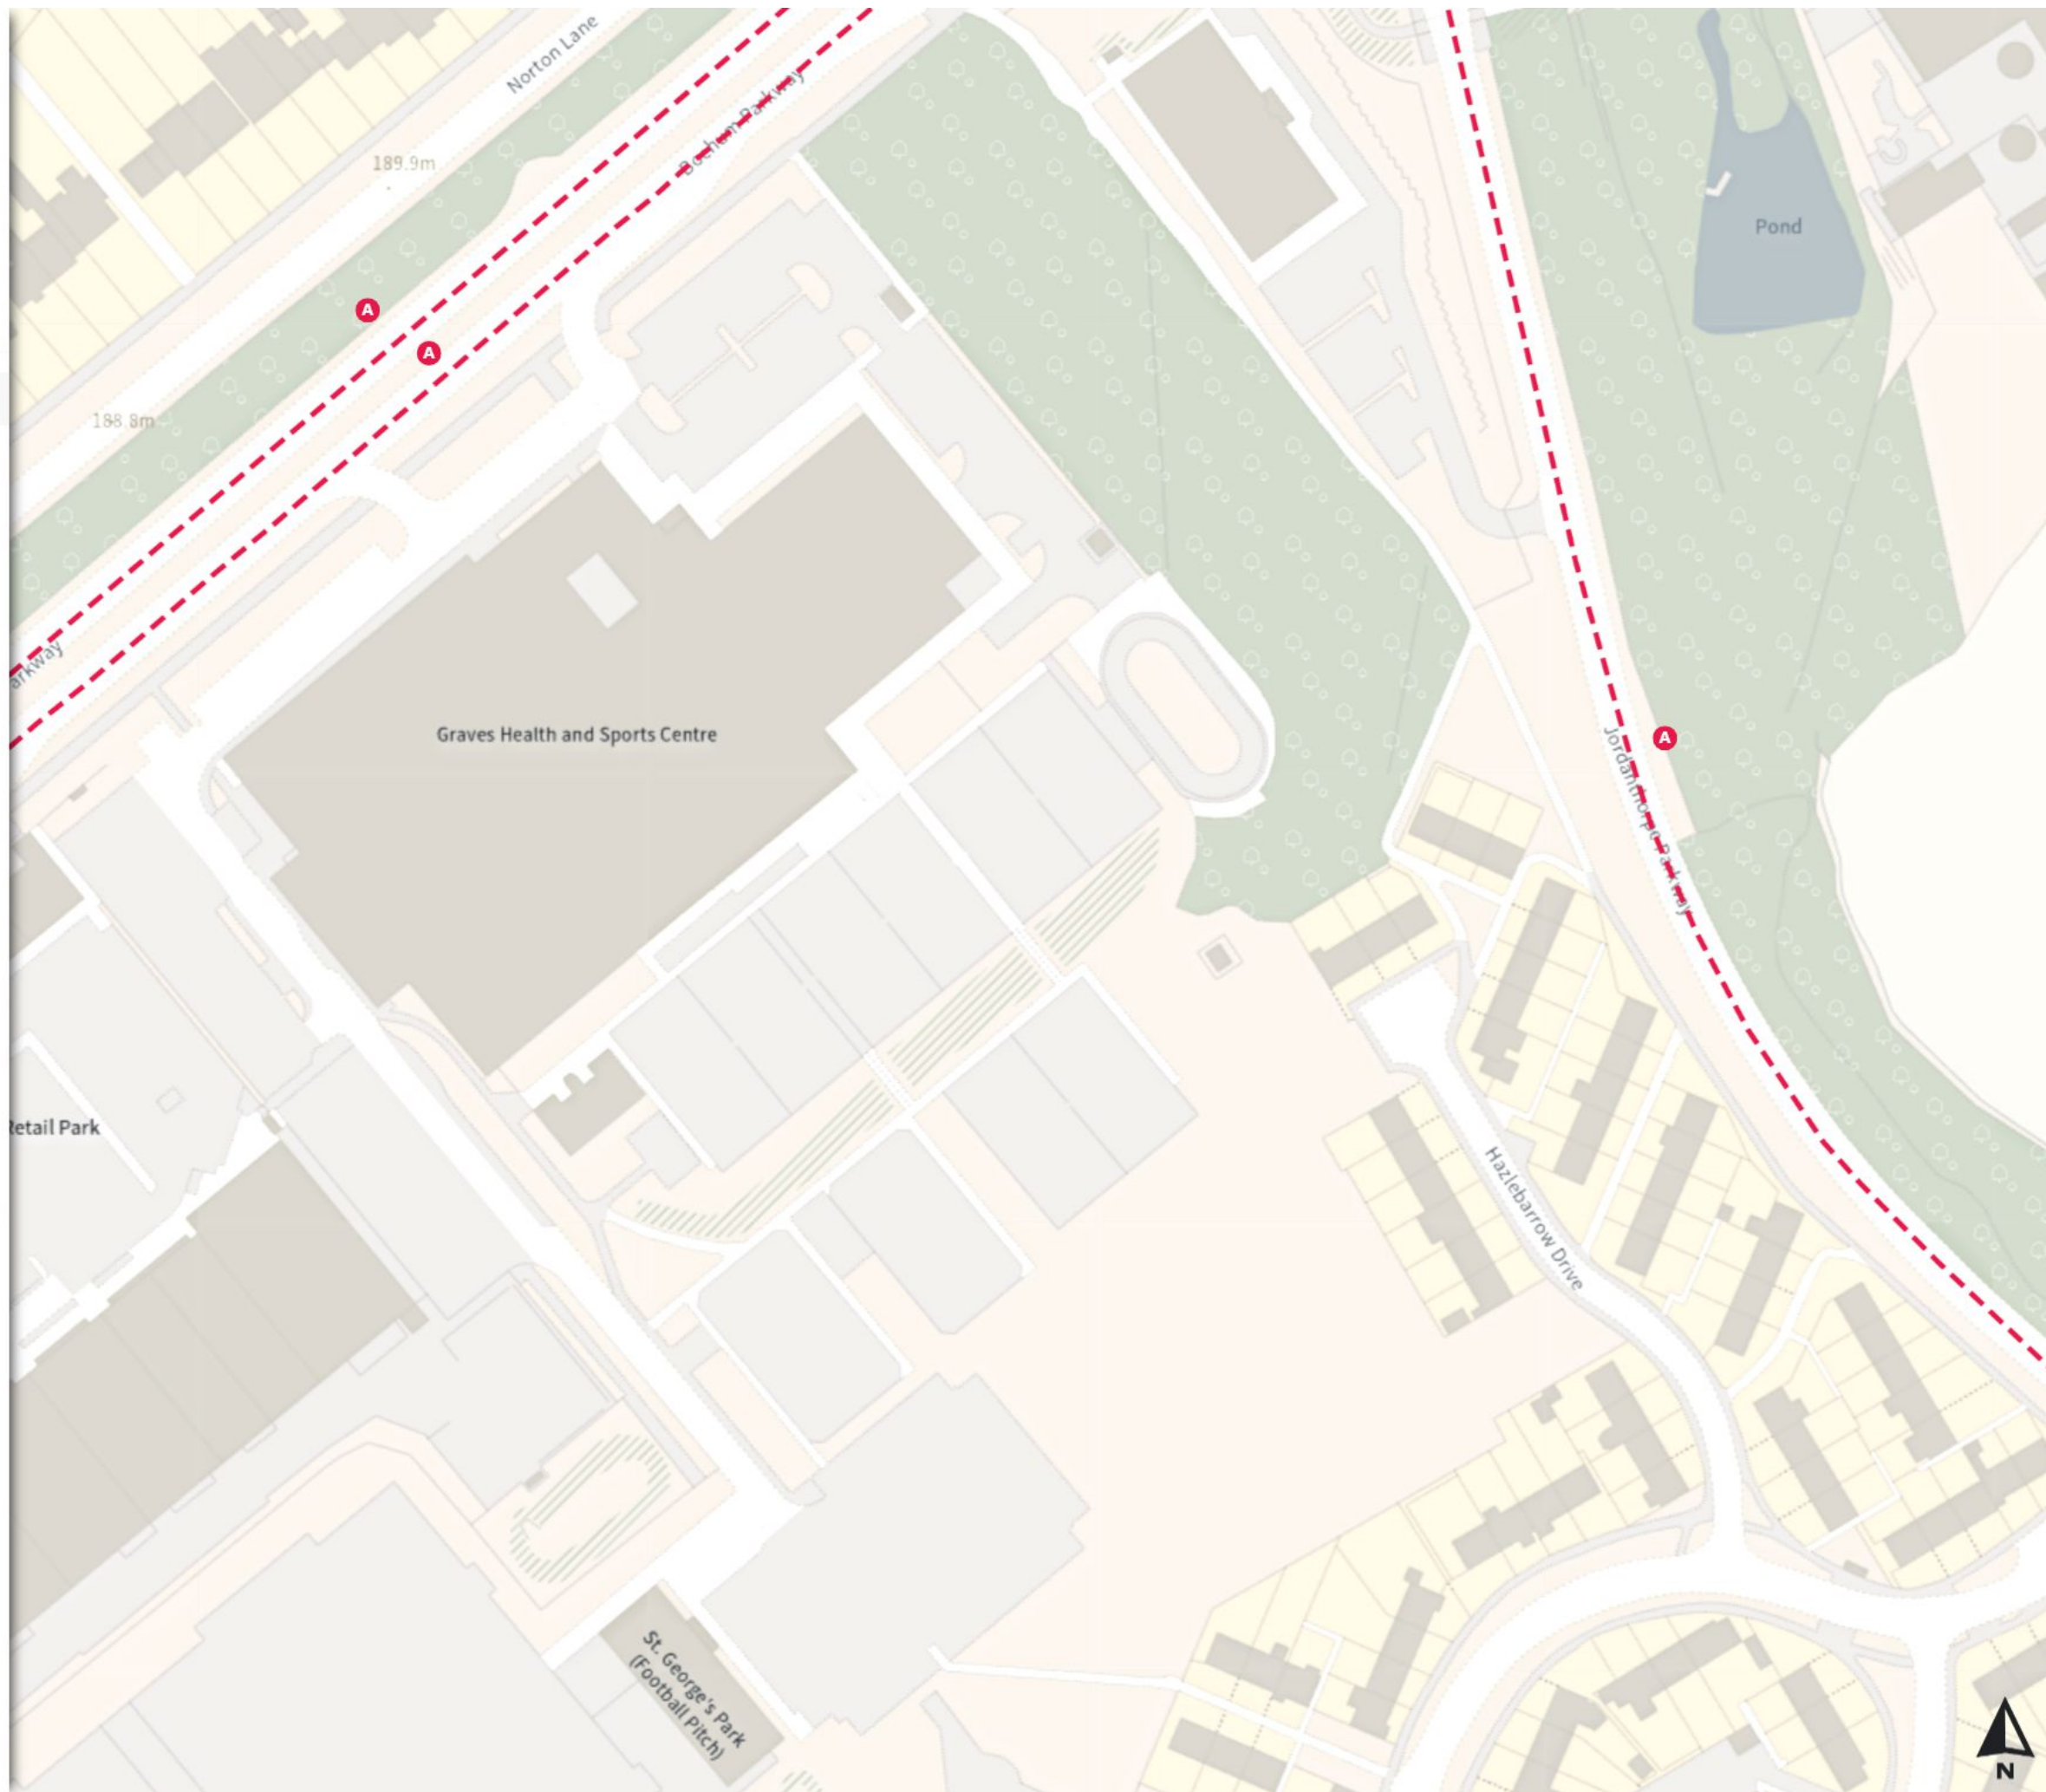 Norton Lane
Bochum Parkway
189.9m
Pond
A
A
188.8m
arkway
Graves Health and Sports Centre
A
Jordanthorpe Parkway
Retail Park
Hazlebarrow Drive
St. George's Park
(Football Pitch)
N